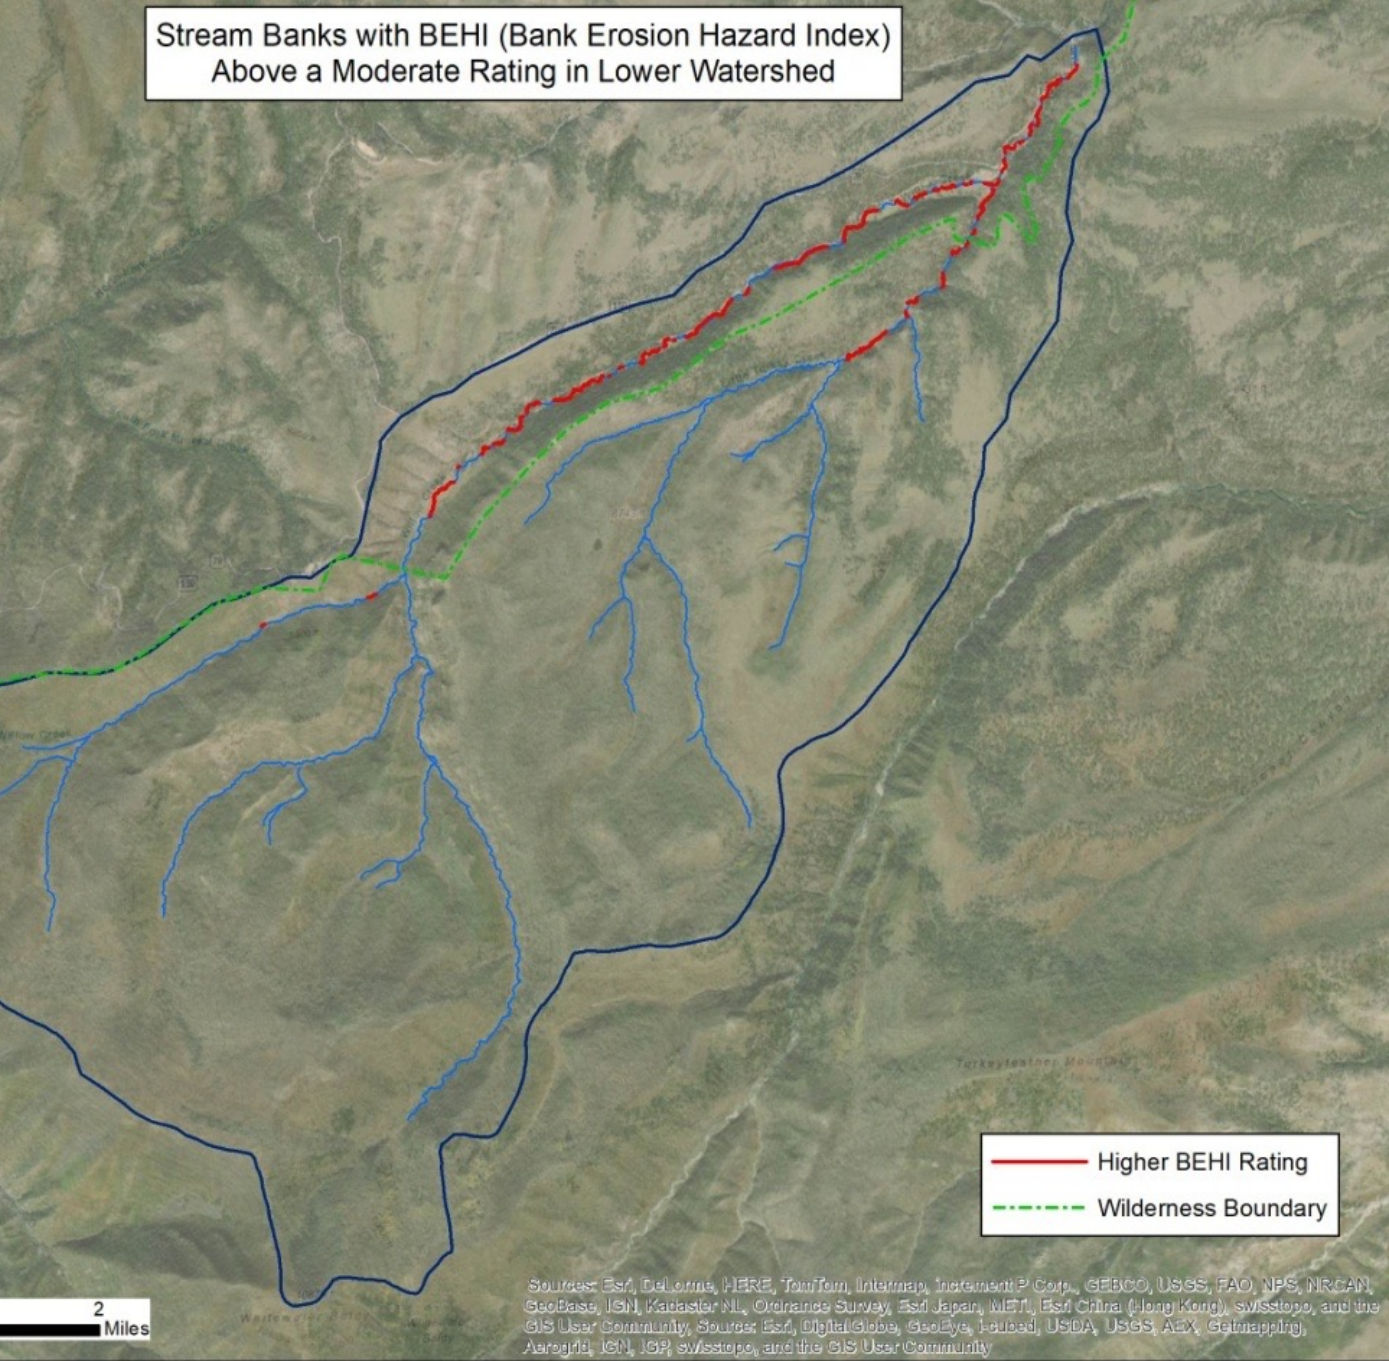 Stream Banks with BEHI (Bank Erosion Hazard Index)
Above a Moderate Rating in Lower Watershed
Turkeyfeather Mountain
Higher BEHI Rating
Wilderness Boundary
Sources: Esri, DeLorme, HERE, TomTom, Intermap, increment P Corp., GEBCO, USGS, FAO, NPS, NRCAN,
GeoBase, IGN, Kadaster NL, Ordnance Survey, Esri Japan, METI, Esri China (Hong Kong), swisstopo, and the
GIS User Community, Source: Esri, DigitalGlobe, GeoEye, i-cubed, USDA, USGS, AEX, Getmapping,
Aerogrid, IGN, IGP, swisstopo, and the GIS User Community
2
Miles